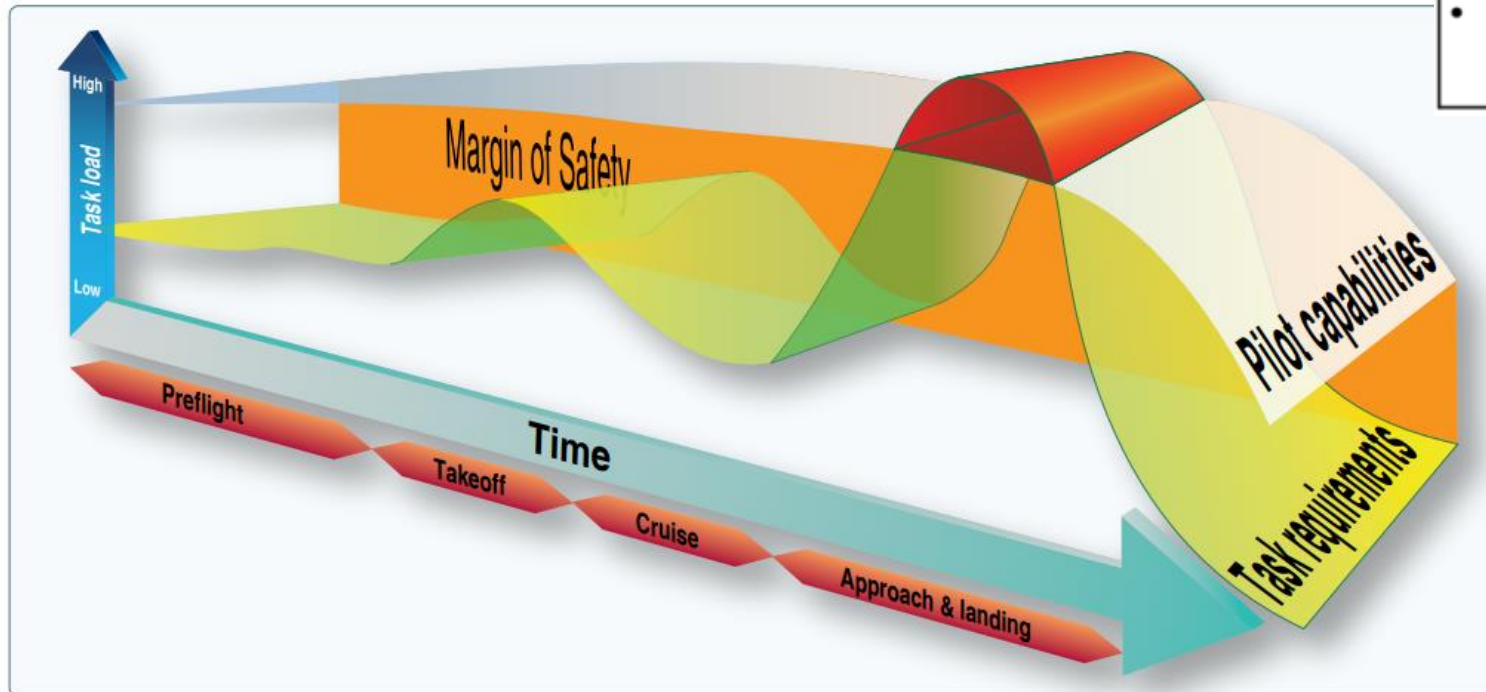 High
Task load
Low
Margin of Safety
Pilot capabilities
Task requirements
Time
Preflight
Takeoff
Cruise
Approach & landing
•